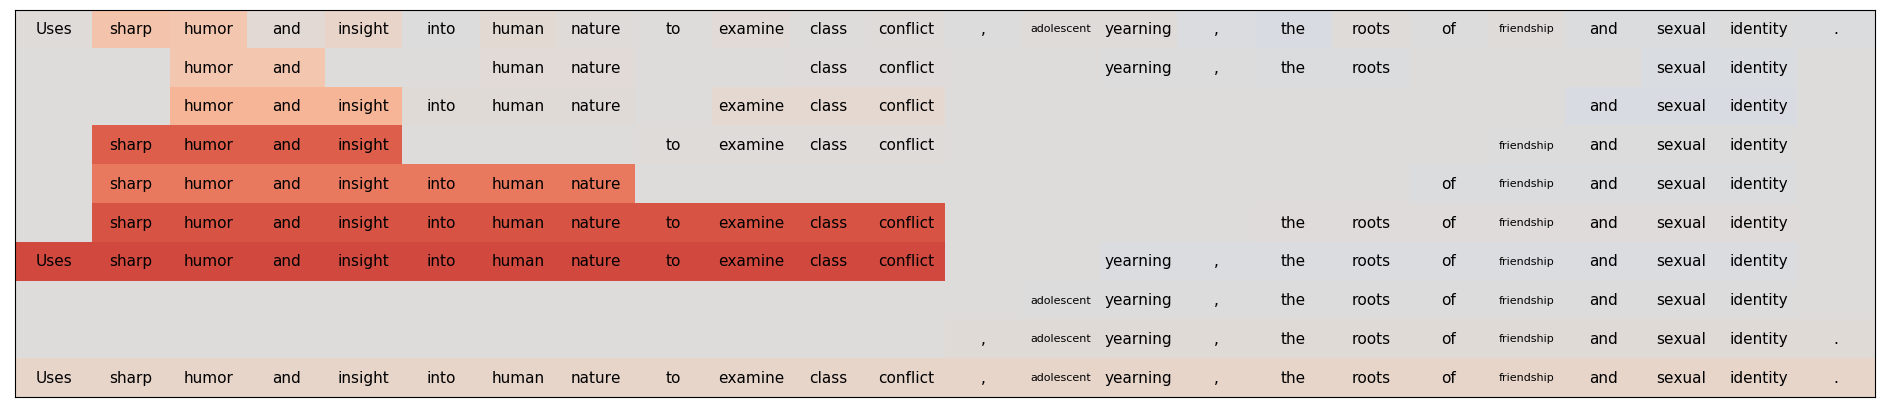 Uses sharp humor and insight into human nature to examine class conflict , adolescent yearning , the roots of friendship and sexual identity .
humor and human nature class conflict yearning , the roots sexual identity
humor and insight into human nature examine class conflict and sexual identity
sharp humor and insight to examine class conflict friendship and sexual identity
sharp humor and insight into human nature of friendship and sexual identity
sharp humor and insight into human nature to examine class conflict the roots of friendship and sexual identity
Uses sharp humor and insight into human nature to examine class conflict yearning , the roots of friendship and sexual identity
adolescent yearning , the roots of friendship and sexual identity
, adolescent yearning , the roots of friendship and sexual identity .
Uses sharp humor and insight into human nature to examine class conflict , adolescent yearning , the roots of friendship and sexual identity .